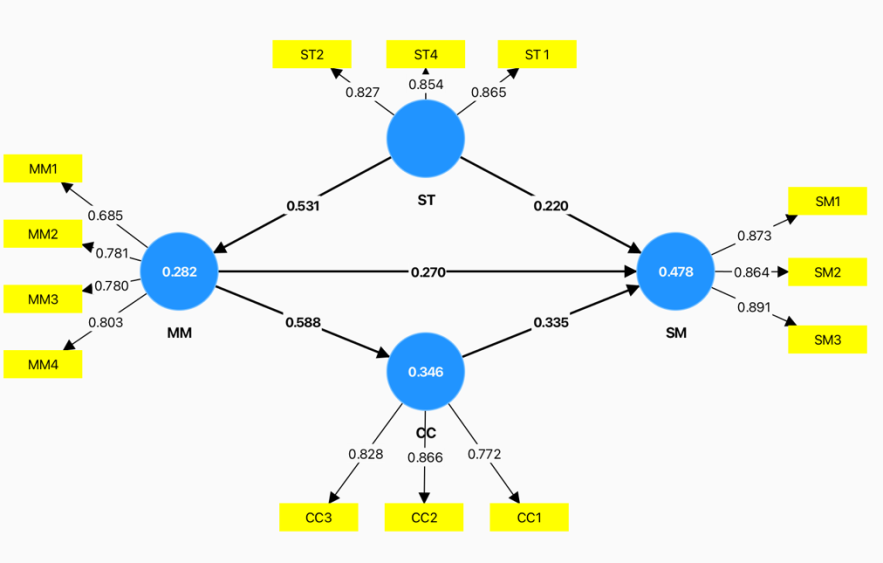 ST2
ST4
ST 1
0.827
0.854
0.865
MM1
ST
SM1
0.685
0.531
0.220
0.873
MM2
0.781
0.282
0.270
0.478
0.864
SM2
MM3
0.780
0.803
0.588
0.335
0.891
MM
SM
SM3
MM4
0.346
CC
0.828
0.866
0.772
CC3
CC2
CC1